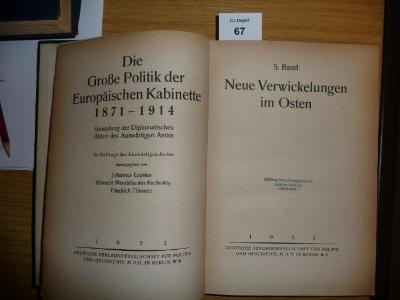 CJ Depot
67
Die
Große Politik der
Europäischen Kabinette
1871-1914
Sammlung der Diplomatischen
Akten des Auswärtigen Amtes
Im Auftrage des Auswärtigen Amtes
herausgegeben von
Johannes Lepsius
Albrecht Mendelssohn Bartholdy
Friedrich Thimme
DEUTSCHE VERLAGSGESELLSCHAFT FÜR POLITIK
UND GESCHICHTE M. B. H. IN BERLIN W 8
5. Band:
Neue Verwickelungen
im Osten
DEUTSCHE VERLAGSGESELLSCHAFT FÜR POLITIK
UND GESCHICHTE M. B. H. IN BERLIN W 8